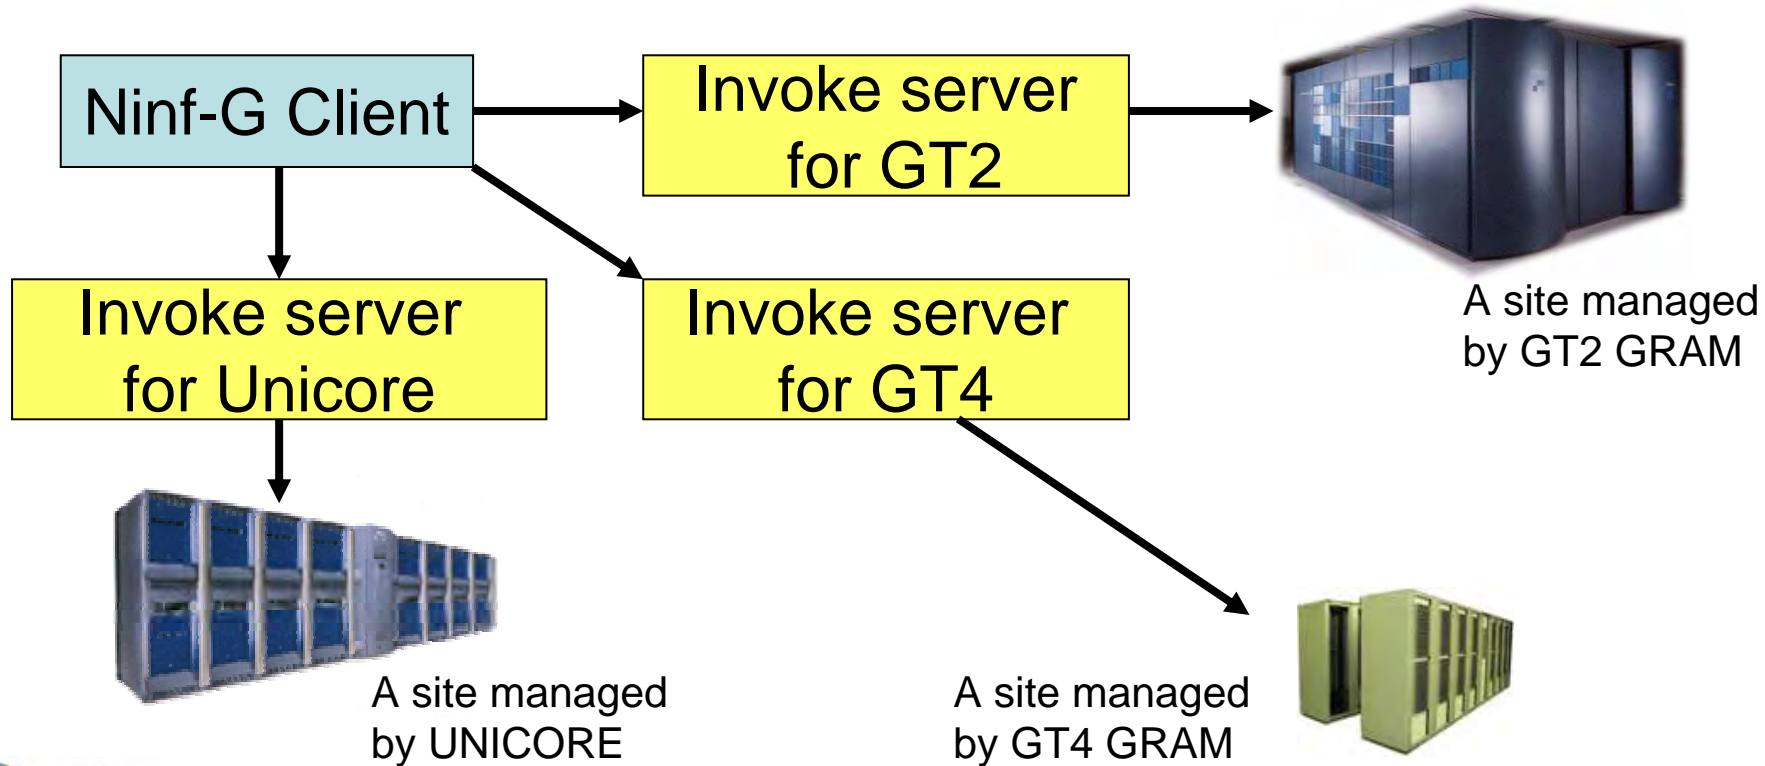 Ninf-G Client
Invoke server
for GT2
A site managed
by GT2 GRAM
Invoke server
for Unicore
Invoke server
for GT4
A site managed
by UNICORE
A site managed
by GT4 GRAM